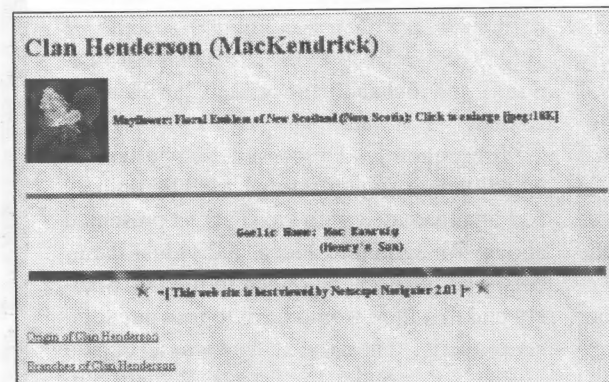 Clan Henderson (MacKendrick)
Mayflower: Floral Emblem of New Scotland (Nova Scotia): Click to enlarge [jpeg:18K]
Gaelic Name: Mac Eanruig
(Henry's Son)
-[ This web site is best viewed by Netscape Navigator 2.01 ]-
Origin of Clan Henderson
Branches of Clan Henderson